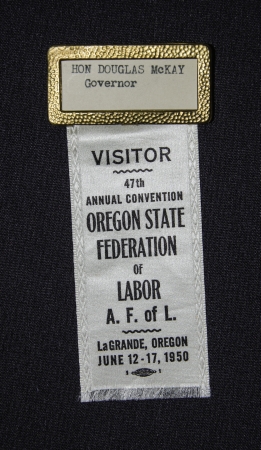 HON DOUGLAS McKAY
Governor
VISITOR
47th
ANNUAL CONVENTION
OREGON STATE
FEDERATION
of
LABOR
A. F. of L.
LaGRANDE, OREGON
JUNE 12-17, 1950